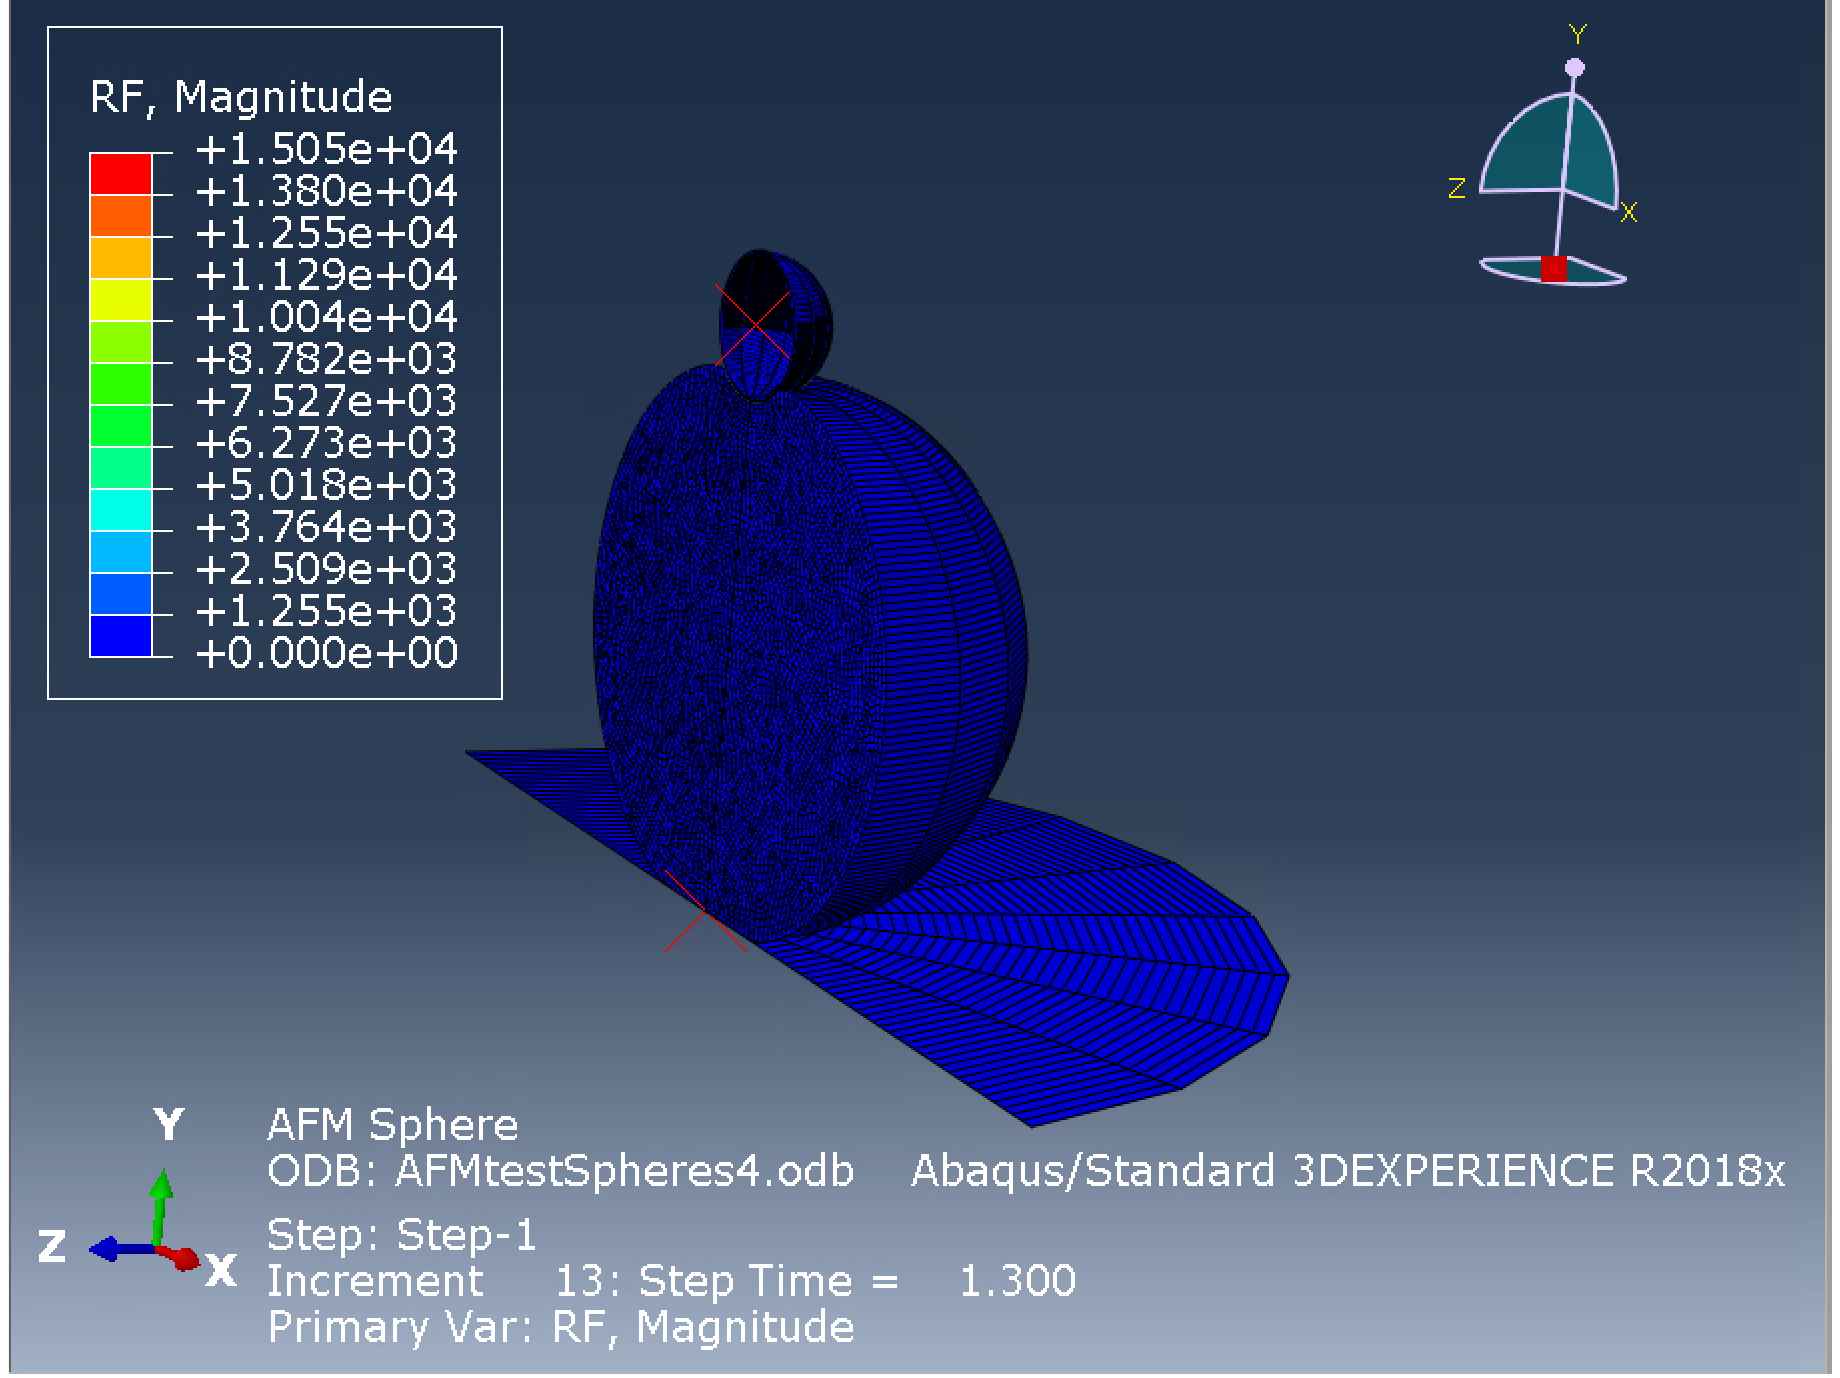 RF, Magnitude
+1.505e+04
+1.380e+04
+1.255e+04
+1.129e+04
+1.004e+04
+8.782e+03
+7.527e+03
+6.273e+03
+5.018e+03
+3.764e+03
+2.509e+03
+1.255e+03
+0.000e+00
Y
Z
X
Y
Z
X
AFM Sphere
ODB: AFMtestSpheres4.odb Abaqus/Standard 3DEXPERIENCE R2018x
Step: Step-1
Increment 13: Step Time = 1.300
Primary Var: RF, Magnitude